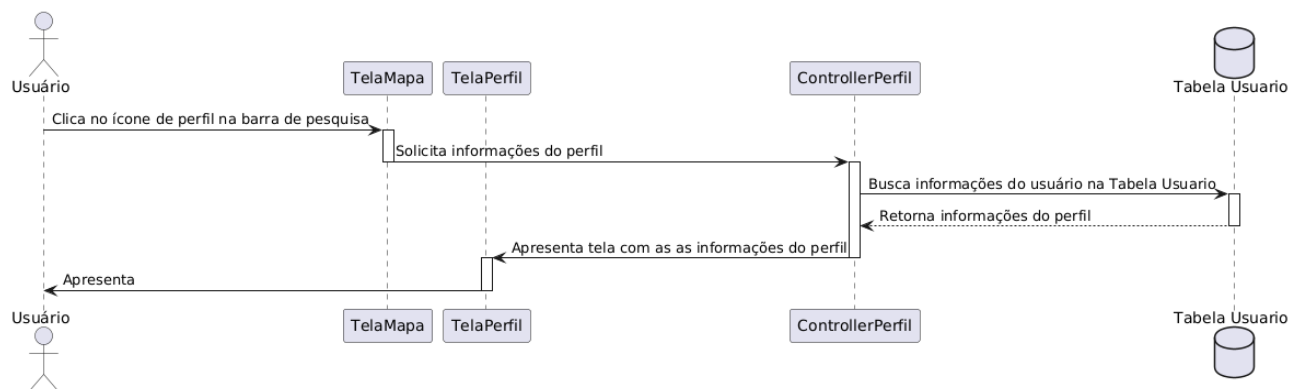 Usuário
TelaMapa
TelaPerfil
ControllerPerfil
Tabela Usuario
Clica no ícone de perfil na barra de pesquisa
Solicita informações do perfil
Busca informações do usuário na Tabela Usuario
Retorna informações do perfil
Apresenta tela com as as informações do perfil
Apresenta
Usuário
TelaMapa
TelaPerfil
ControllerPerfil
Tabela Usuario